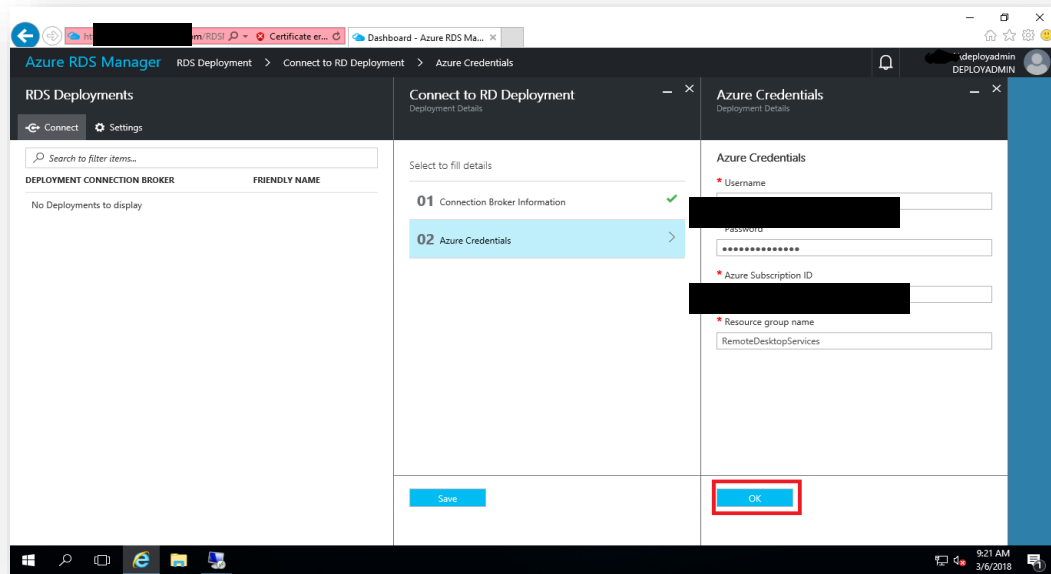 ht m/RDSI Certificate er... Dashboard - Azure RDS Ma...
Azure RDS Manager RDS Deployment > Connect to RD Deployment > Azure Credentials
deployadmin
DEPLOYADMIN
RDS Deployments
Connect Settings
Search to filter items...
DEPLOYMENT CONNECTION BROKER FRIENDLY NAME
No Deployments to display
Connect to RD Deployment
Deployment Details
Select to fill details
01 Connection Broker Information
02 Azure Credentials
Save
Azure Credentials
Deployment Details
Azure Credentials
* Username
Password
* Azure Subscription ID
* Resource group name
RemoteDesktopServices
OK
9:21 AM
3/6/2018